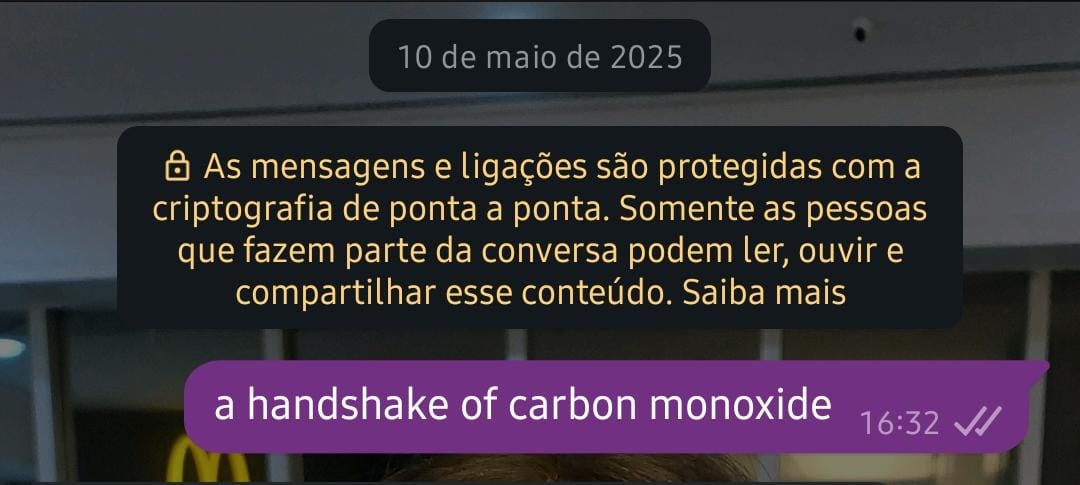 10 de maio de 2025
As mensagens e ligações são protegidas com a
criptografia de ponta a ponta. Somente as pessoas
que fazem parte da conversa podem ler, ouvir e
compartilhar esse conteúdo. Saiba mais
a handshake of carbon monoxide 16:32